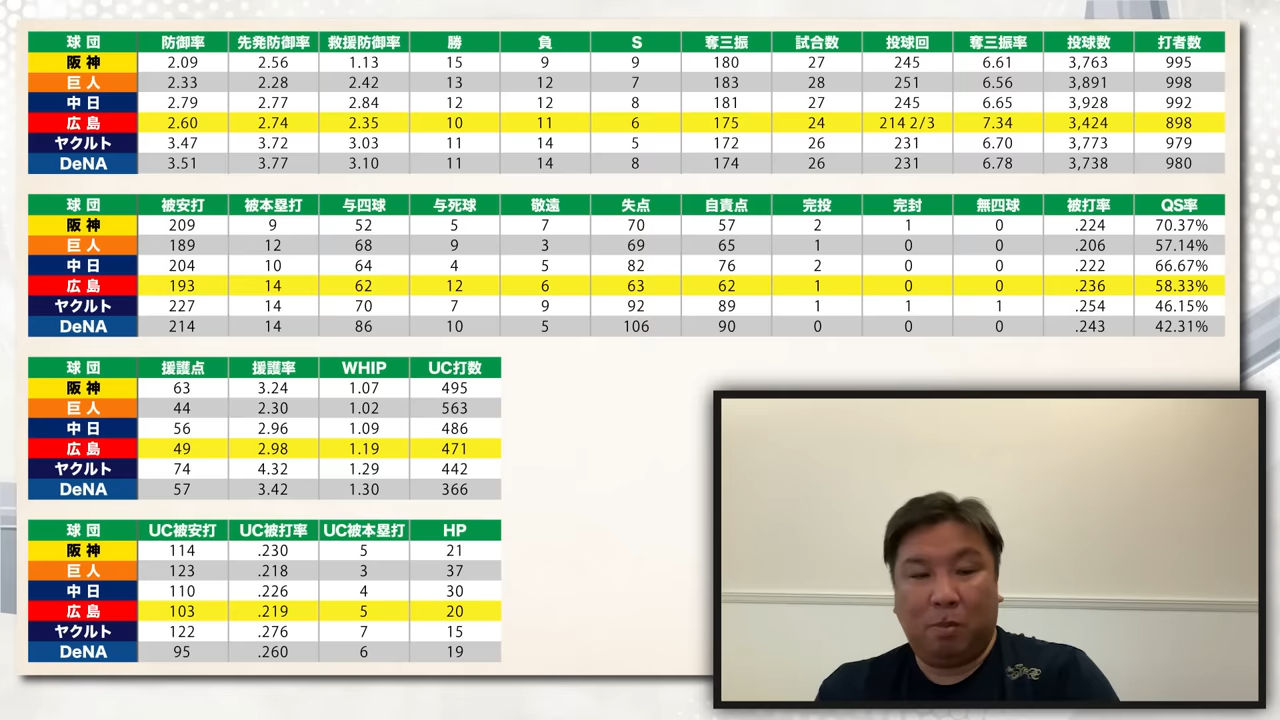 球団 防御率 先発防御率 救援防御率 勝 負 S 奪三振 試合数 投球回 奪三振率 投球数 打者数
阪神 2.09 2.56 1.13 15 9 9 180 27 245 6.61 3,763 995
巨人 2.33 2.28 2.42 13 12 7 183 28 251 6.56 3,891 998
中日 2.79 2.77 2.84 12 12 8 181 27 245 6.65 3,928 992
広島 2.60 2.74 2.35 10 11 6 175 24 214 2/3 7.34 3,424 898
ヤクルト 3.47 3.72 3.03 11 14 5 172 26 231 6.70 3,773 979
DeNA 3.51 3.77 3.10 11 14 8 174 26 231 6.78 3,738 980
球団 被安打 被本塁打 与四球 与死球 敬遠 失点 自責点 完投 完封 無四球 被打率 QS率
阪神 209 9 52 5 7 70 57 2 1 0 .224 70.37%
巨人 189 12 68 9 3 69 65 1 0 0 .206 57.14%
中日 204 10 64 4 5 82 76 2 0 0 .222 66.67%
広島 193 14 62 12 6 63 62 1 0 0 .236 58.33%
ヤクルト 227 14 70 7 9 92 89 1 1 1 .254 46.15%
DeNA 214 14 86 10 5 106 90 0 0 0 .243 42.31%
球団 援護点 援護率 WHIP UC打数
阪神 63 3.24 1.07 495
巨人 44 2.30 1.02 563
中日 56 2.96 1.09 486
広島 49 2.98 1.19 471
ヤクルト 74 4.32 1.29 442
DeNA 57 3.42 1.30 366
球団 UC被安打 UC被打率 UC被本塁打 HP
阪神 114 .230 5 21
巨人 123 .218 3 37
中日 110 .226 4 30
広島 103 .219 5 20
ヤクルト 122 .276 7 15
DeNA 95 .260 6 19